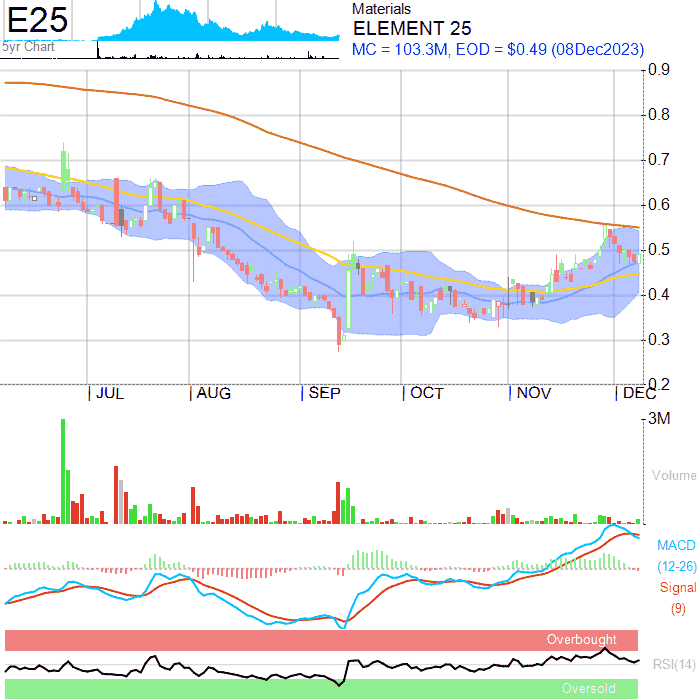 E25
5yr Chart
Materials
ELEMENT 25
MC = 103.3M, EOD = $0.49 (08Dec2023)
0.9
0.8
0.7
0.6
0.5
0.4
0.3
0.2
JUL AUG SEP OCT NOV DEC
3M
Volume
MACD
(12-26)
Signal
(9)
Overbought
RSI(14)
Oversold